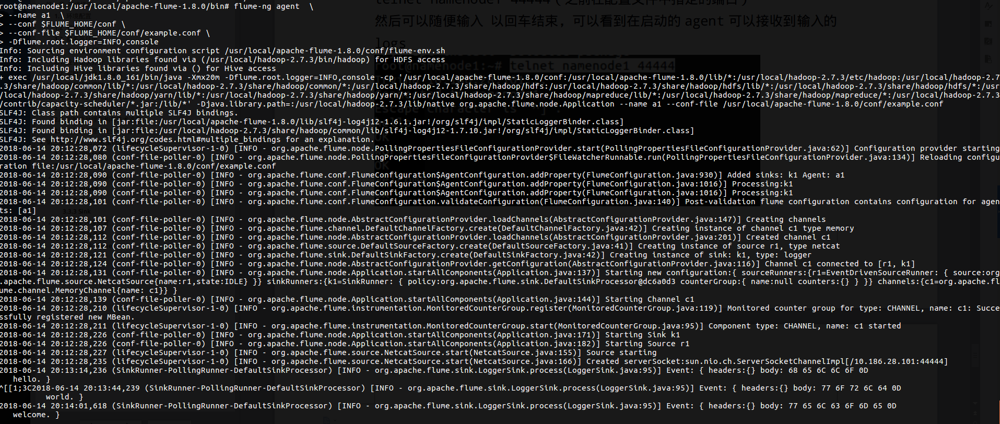 root@namenode1:/usr/local/apache-flume-1.8.0/bin# flume-ng agent  \
> --name a1  \
> --conf $FLUME_HOME/conf \
> --conf-file $FLUME_HOME/conf/example.conf \
> -Dflume.root.logger=INFO,console
Info: Sourcing environment configuration script /usr/local/apache-flume-1.8.0/conf/flume-env.sh
Info: Including Hadoop libraries found via (/usr/local/hadoop-2.7.3/bin/hadoop) for HDFS access
Info: Including Hive libraries found via () for Hive access
+ exec /usr/local/jdk1.8.0_161/bin/java -Xmx20m -Dflume.root.logger=INFO,console -cp '/usr/local/apache-flume-1.8.0/conf:/usr/local/apache-flume-1.8.0/lib/*:/usr/local/hadoop-2.7.3/etc/hadoop:/usr/local/hadoop-2.7
.3/share/hadoop/common/lib/*:/usr/local/hadoop-2.7.3/share/hadoop/common/*:/usr/local/hadoop-2.7.3/share/hadoop/hdfs:/usr/local/hadoop-2.7.3/share/hadoop/hdfs/lib/*:/usr/local/hadoop-2.7.3/share/hadoop/hdfs/*:/usr
/local/hadoop-2.7.3/share/hadoop/yarn/lib/*:/usr/local/hadoop-2.7.3/share/hadoop/yarn/*:/usr/local/hadoop-2.7.3/share/hadoop/mapreduce/lib/*:/usr/local/hadoop-2.7.3/share/hadoop/mapreduce/*:/usr/local/hadoop-2.7.3
/contrib/capacity-scheduler/*.jar:/lib/*' -Djava.library.path=:/usr/local/hadoop-2.7.3/lib/native org.apache.flume.node.Application --name a1 --conf-file /usr/local/apache-flume-1.8.0/conf/example.conf
SLF4J: Class path contains multiple SLF4J bindings.
SLF4J: Found binding in [jar:file:/usr/local/apache-flume-1.8.0/lib/slf4j-log4j12-1.6.1.jar!/org/slf4j/impl/StaticLoggerBinder.class]
SLF4J: Found binding in [jar:file:/usr/local/hadoop-2.7.3/share/hadoop/common/lib/slf4j-log4j12-1.7.10.jar!/org/slf4j/impl/StaticLoggerBinder.class]
SLF4J: See http://www.slf4j.org/codes.html#multiple_bindings for an explanation.
2018-06-14 20:12:28,072 (lifecycleSupervisor-1-0) [INFO - org.apache.flume.node.PollingPropertiesFileConfigurationProvider.start(PollingPropertiesFileConfigurationProvider.java:62)] Configuration provider starting
2018-06-14 20:12:28,080 (conf-file-poller-0) [INFO - org.apache.flume.node.PollingPropertiesFileConfigurationProvider$FileWatcherRunnable.run(PollingPropertiesFileConfigurationProvider.java:134)] Reloading configu
ration file:/usr/local/apache-flume-1.8.0/conf/example.conf
2018-06-14 20:12:28,090 (conf-file-poller-0) [INFO - org.apache.flume.conf.FlumeConfiguration$AgentConfiguration.addProperty(FlumeConfiguration.java:930)] Added sinks: k1 Agent: a1
2018-06-14 20:12:28,090 (conf-file-poller-0) [INFO - org.apache.flume.conf.FlumeConfiguration$AgentConfiguration.addProperty(FlumeConfiguration.java:1016)] Processing:k1
2018-06-14 20:12:28,090 (conf-file-poller-0) [INFO - org.apache.flume.conf.FlumeConfiguration$AgentConfiguration.addProperty(FlumeConfiguration.java:1016)] Processing:k1
2018-06-14 20:12:28,101 (conf-file-poller-0) [INFO - org.apache.flume.conf.FlumeConfiguration.validateConfiguration(FlumeConfiguration.java:140)] Post-validation flume configuration contains configuration for agen
ts: [a1]
2018-06-14 20:12:28,101 (conf-file-poller-0) [INFO - org.apache.flume.node.AbstractConfigurationProvider.loadChannels(AbstractConfigurationProvider.java:147)] Creating channels
2018-06-14 20:12:28,107 (conf-file-poller-0) [INFO - org.apache.flume.channel.DefaultChannelFactory.create(DefaultChannelFactory.java:42)] Creating instance of channel c1 type memory
2018-06-14 20:12:28,112 (conf-file-poller-0) [INFO - org.apache.flume.node.AbstractConfigurationProvider.loadChannels(AbstractConfigurationProvider.java:201)] Created channel c1
2018-06-14 20:12:28,112 (conf-file-poller-0) [INFO - org.apache.flume.source.DefaultSourceFactory.create(DefaultSourceFactory.java:41)] Creating instance of source r1, type netcat
2018-06-14 20:12:28,121 (conf-file-poller-0) [INFO - org.apache.flume.sink.DefaultSinkFactory.create(DefaultSinkFactory.java:42)] Creating instance of sink: k1, type: logger
2018-06-14 20:12:28,124 (conf-file-poller-0) [INFO - org.apache.flume.node.AbstractConfigurationProvider.getConfiguration(AbstractConfigurationProvider.java:116)] Channel c1 connected to [r1, k1]
2018-06-14 20:12:28,131 (conf-file-poller-0) [INFO - org.apache.flume.node.Application.startAllComponents(Application.java:137)] Starting new configuration:{ sourceRunners:{r1=EventDrivenSourceRunner: { source:org
.apache.flume.source.NetcatSource{name:r1,state:IDLE} }} sinkRunners:{k1=SinkRunner: { policy:org.apache.flume.sink.DefaultSinkProcessor@dc6a0d3 counterGroup:{ name:null counters:{} } }} channels:{c1=org.apache.fl
ume.channel.MemoryChannel{name: c1}} }
2018-06-14 20:12:28,139 (conf-file-poller-0) [INFO - org.apache.flume.node.Application.startAllComponents(Application.java:144)] Starting Channel c1
2018-06-14 20:12:28,210 (lifecycleSupervisor-1-0) [INFO - org.apache.flume.instrumentation.MonitoredCounterGroup.register(MonitoredCounterGroup.java:119)] Monitored counter group for type: CHANNEL, name: c1: Succe
ssfully registered new MBean.
2018-06-14 20:12:28,211 (lifecycleSupervisor-1-0) [INFO - org.apache.flume.instrumentation.MonitoredCounterGroup.start(MonitoredCounterGroup.java:95)] Component type: CHANNEL, name: c1 started
2018-06-14 20:12:28,226 (conf-file-poller-0) [INFO - org.apache.flume.node.Application.startAllComponents(Application.java:171)] Starting Sink k1
2018-06-14 20:12:28,226 (conf-file-poller-0) [INFO - org.apache.flume.node.Application.startAllComponents(Application.java:182)] Starting Source r1
2018-06-14 20:12:28,227 (lifecycleSupervisor-1-0) [INFO - org.apache.flume.source.NetcatSource.start(NetcatSource.java:155)] Source starting
2018-06-14 20:12:28,235 (lifecycleSupervisor-1-0) [INFO - org.apache.flume.source.NetcatSource.start(NetcatSource.java:166)] Created serverSocket:sun.nio.ch.ServerSocketChannelImpl[/10.186.28.101:44444]
2018-06-14 20:13:14,236 (SinkRunner-PollingRunner-DefaultSinkProcessor) [INFO - org.apache.flume.sink.LoggerSink.process(LoggerSink.java:95)] Event: { headers:{} body: 68 65 6C 6C 6F 0D
hello. }
^[[1;3C2018-06-14 20:13:44,239 (SinkRunner-PollingRunner-DefaultSinkProcessor) [INFO - org.apache.flume.sink.LoggerSink.process(LoggerSink.java:95)] Event: { headers:{} body: 77 6F 72 6C 64 0D
world. }
2018-06-14 20:14:01,618 (SinkRunner-PollingRunner-DefaultSinkProcessor) [INFO - org.apache.flume.sink.LoggerSink.process(LoggerSink.java:95)] Event: { headers:{} body: 77 65 6C 63 6F 6D 65 0D
welcome. }
telnet namenode1 44444（之前在配置文件中指定的端口）
然后可以随便输入 以回车结束，可以看到在启动的 agent 可以接收到输入的
logs
root@namenode1:~# telnet namenode1 44444
Escape character is '^]'.
OK
OK
3.3.3 Sink